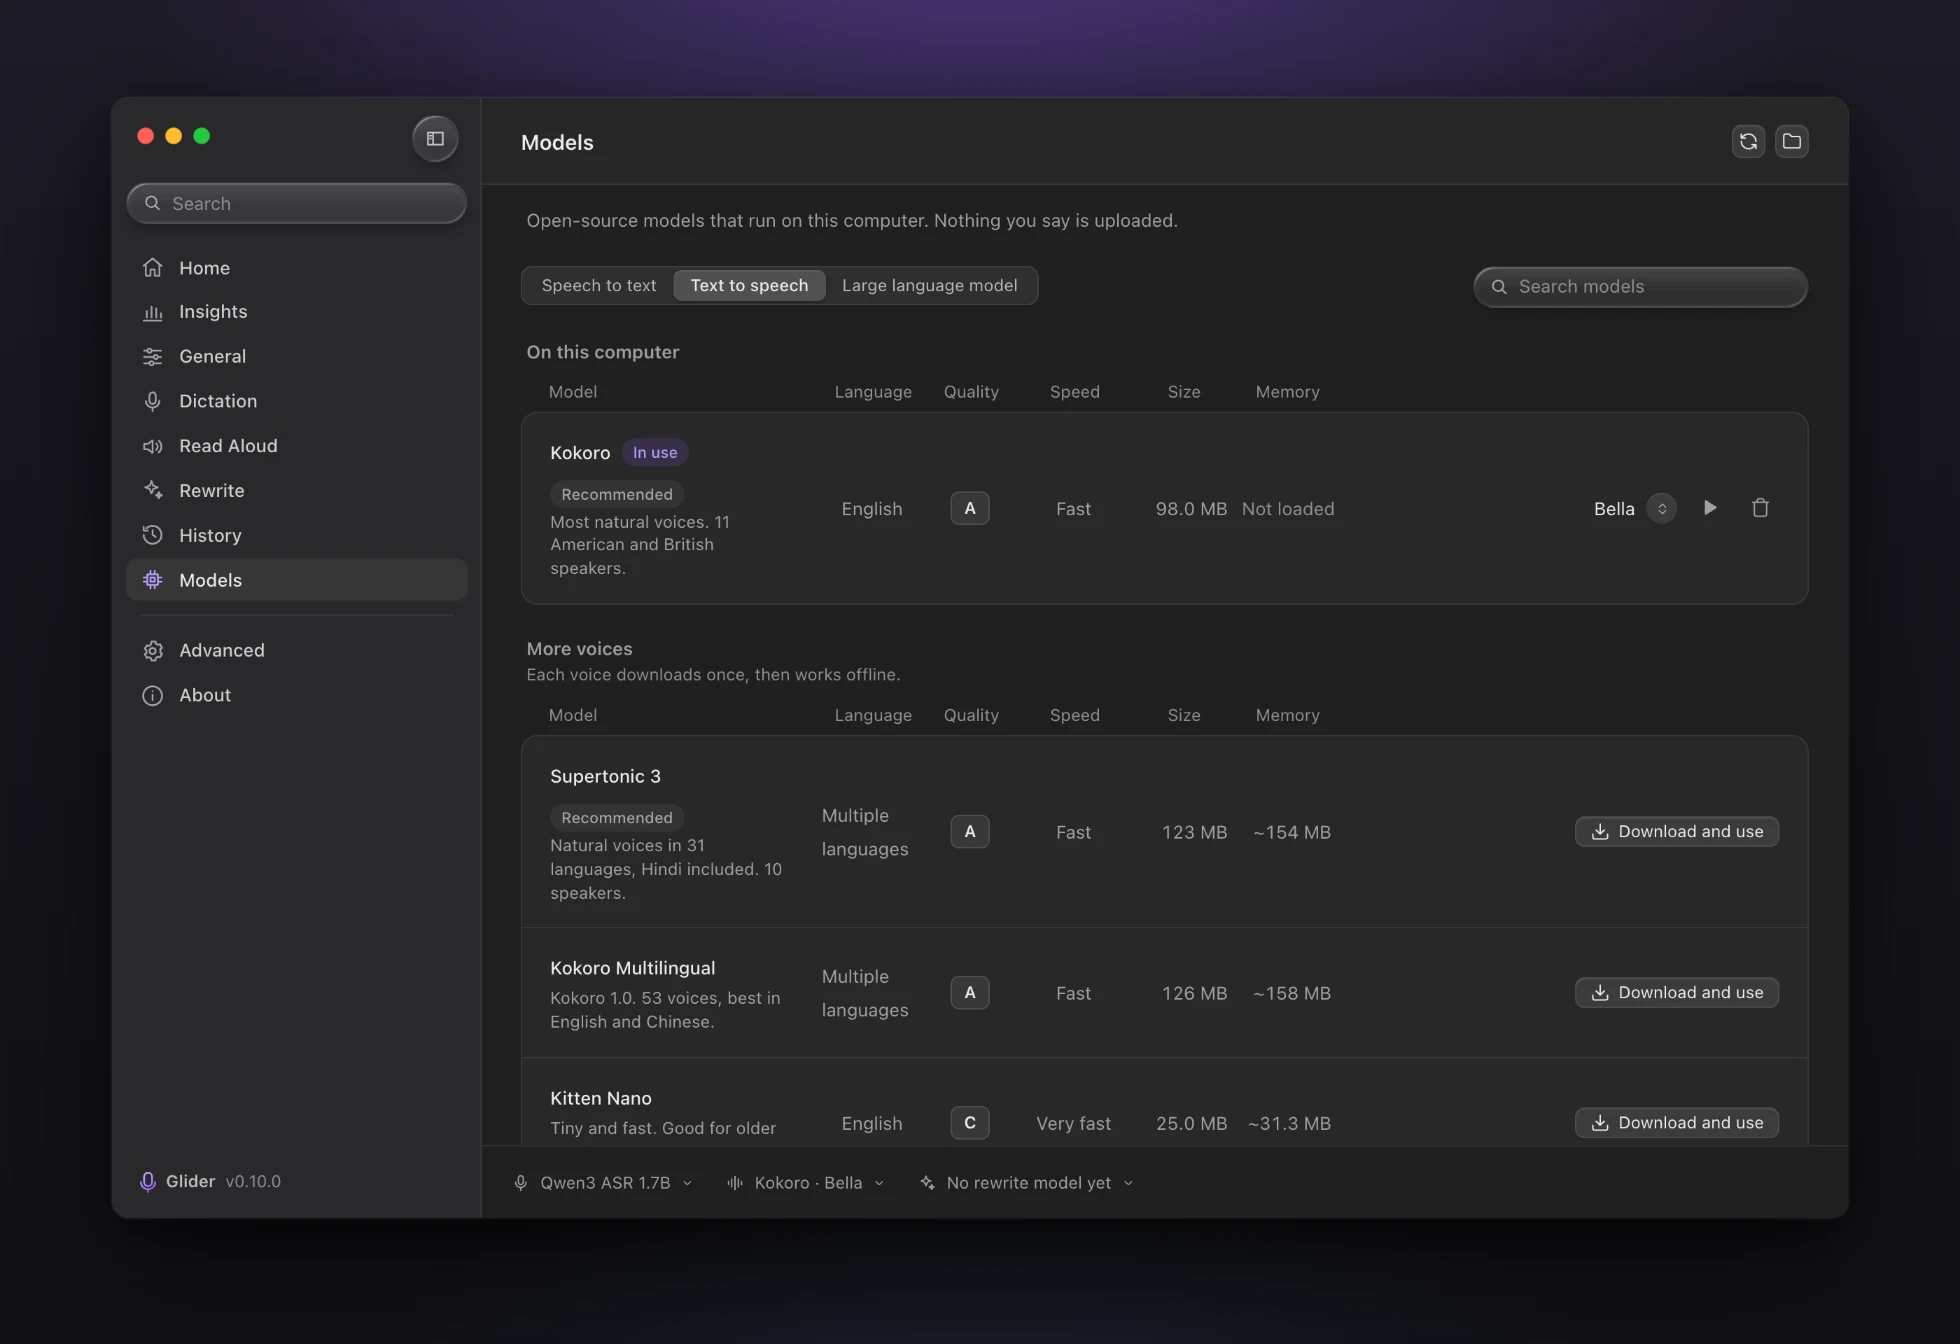 Models
Search
Home
Insights
General
Dictation
Read Aloud
Rewrite
History
Models
Advanced
About
Glider v0.10.0
Open-source models that run on this computer. Nothing you say is uploaded.
Speech to text Text to speech Large language model
Search models
On this computer
Model Language Quality Speed Size Memory
Kokoro In use
Recommended
Most natural voices. 11
American and British
speakers.
English A Fast 98.0 MB Not loaded Bella
More voices
Each voice downloads once, then works offline.
Model Language Quality Speed Size Memory
Supertonic 3
Recommended
Natural voices in 31
languages, Hindi included. 10
speakers.
Multiple
languages
A Fast 123 MB ~154 MB Download and use
Kokoro Multilingual
Kokoro 1.0. 53 voices, best in
English and Chinese.
Multiple
languages
A Fast 126 MB ~158 MB Download and use
Kitten Nano
Tiny and fast. Good for older
English C Very fast 25.0 MB ~31.3 MB Download and use
Qwen3 ASR 1.7B Kokoro · Bella No rewrite model yet